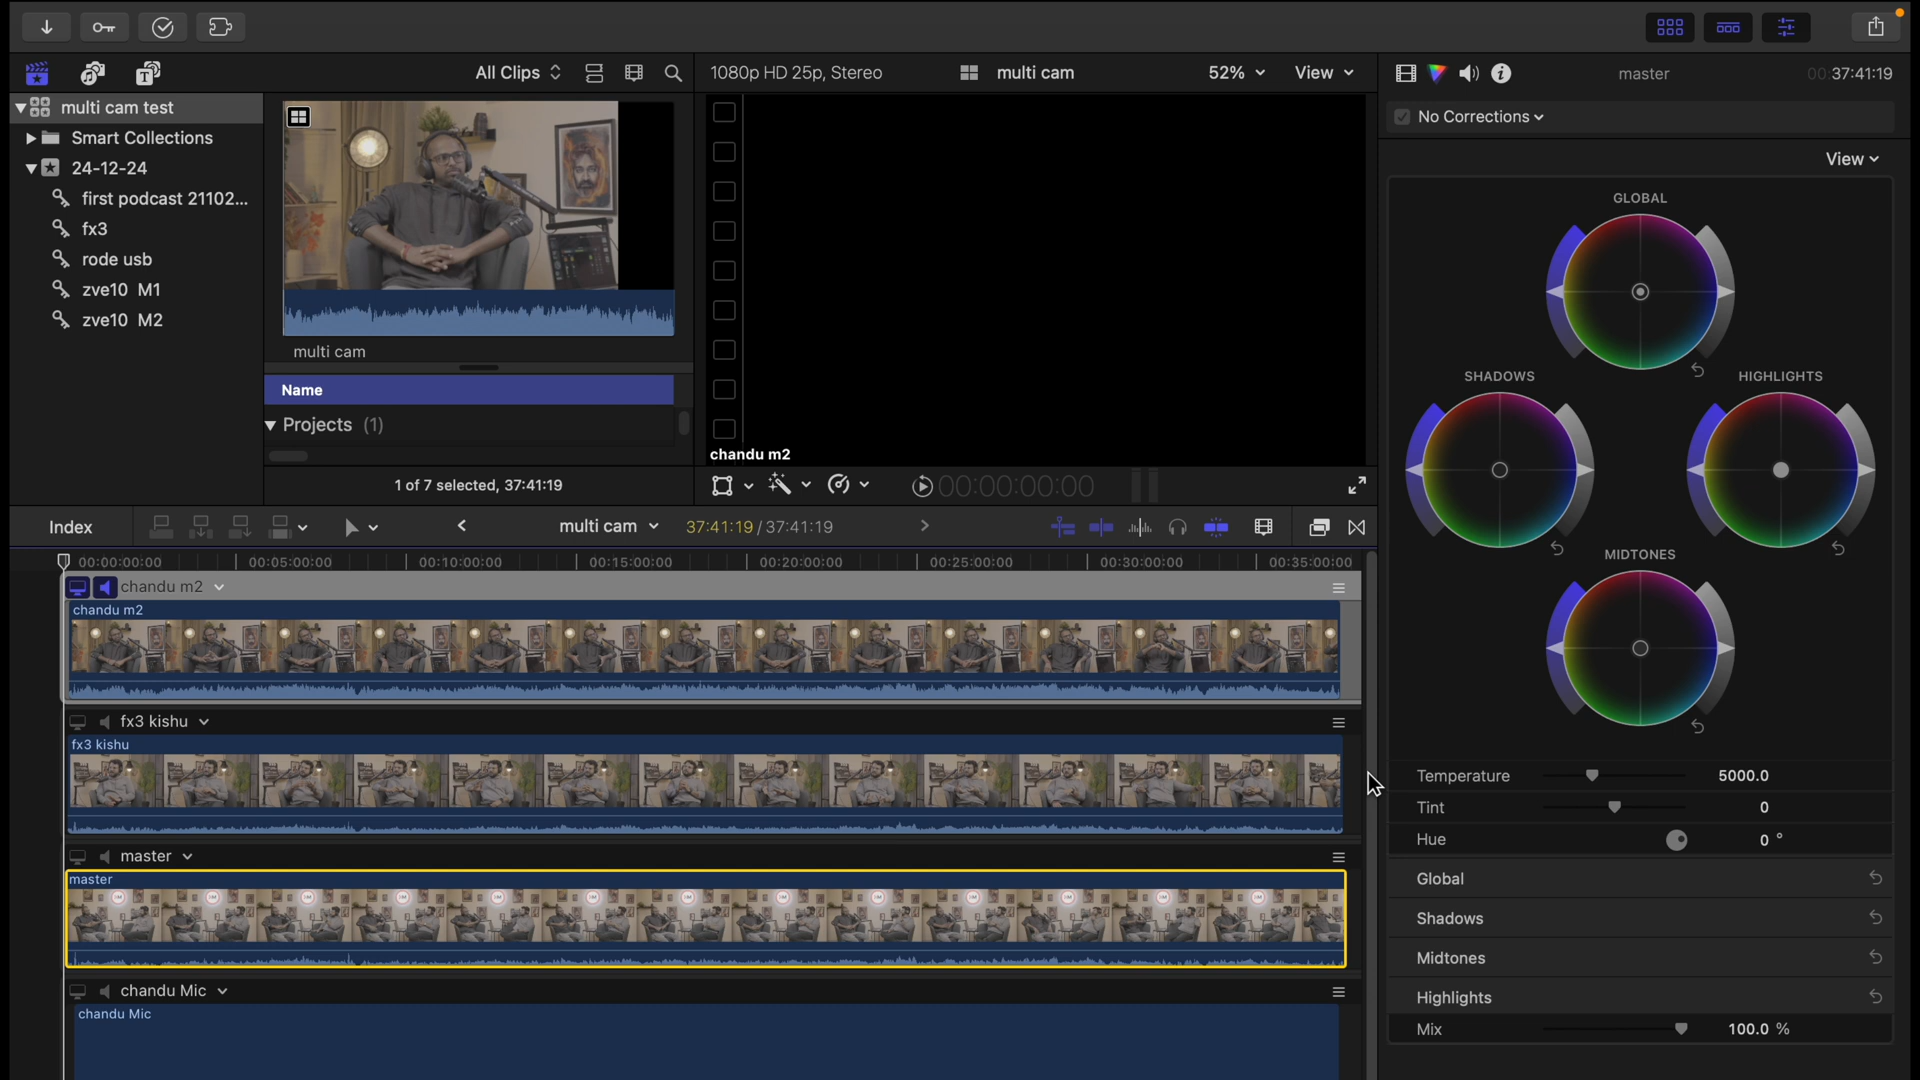 All Clips
1080p HD 25p, Stereo
multi cam
52%
View
master
00:37:41:19
multi cam test
Smart Collections
24-12-24
first podcast 21102...
fx3
rode usb
zve10 M1
zve10 M2
multi cam
Name
Projects (1)
1 of 7 selected, 37:41:19
chandu m2
00:00:00:00
No Corrections
View
GLOBAL
SHADOWS
HIGHLIGHTS
MIDTONES
Temperature 5000.0
Tint 0
Hue 0 °
Global
Shadows
Midtones
Highlights
Mix 100.0 %
Index
multi cam
37:41:19 / 37:41:19
00:00:00:00 00:05:00:00 00:10:00:00 00:15:00:00 00:20:00:00 00:25:00:00 00:30:00:00 00:35:00:00
chandu m2
chandu m2
fx3 kishu
fx3 kishu
master
master
chandu Mic
chandu Mic